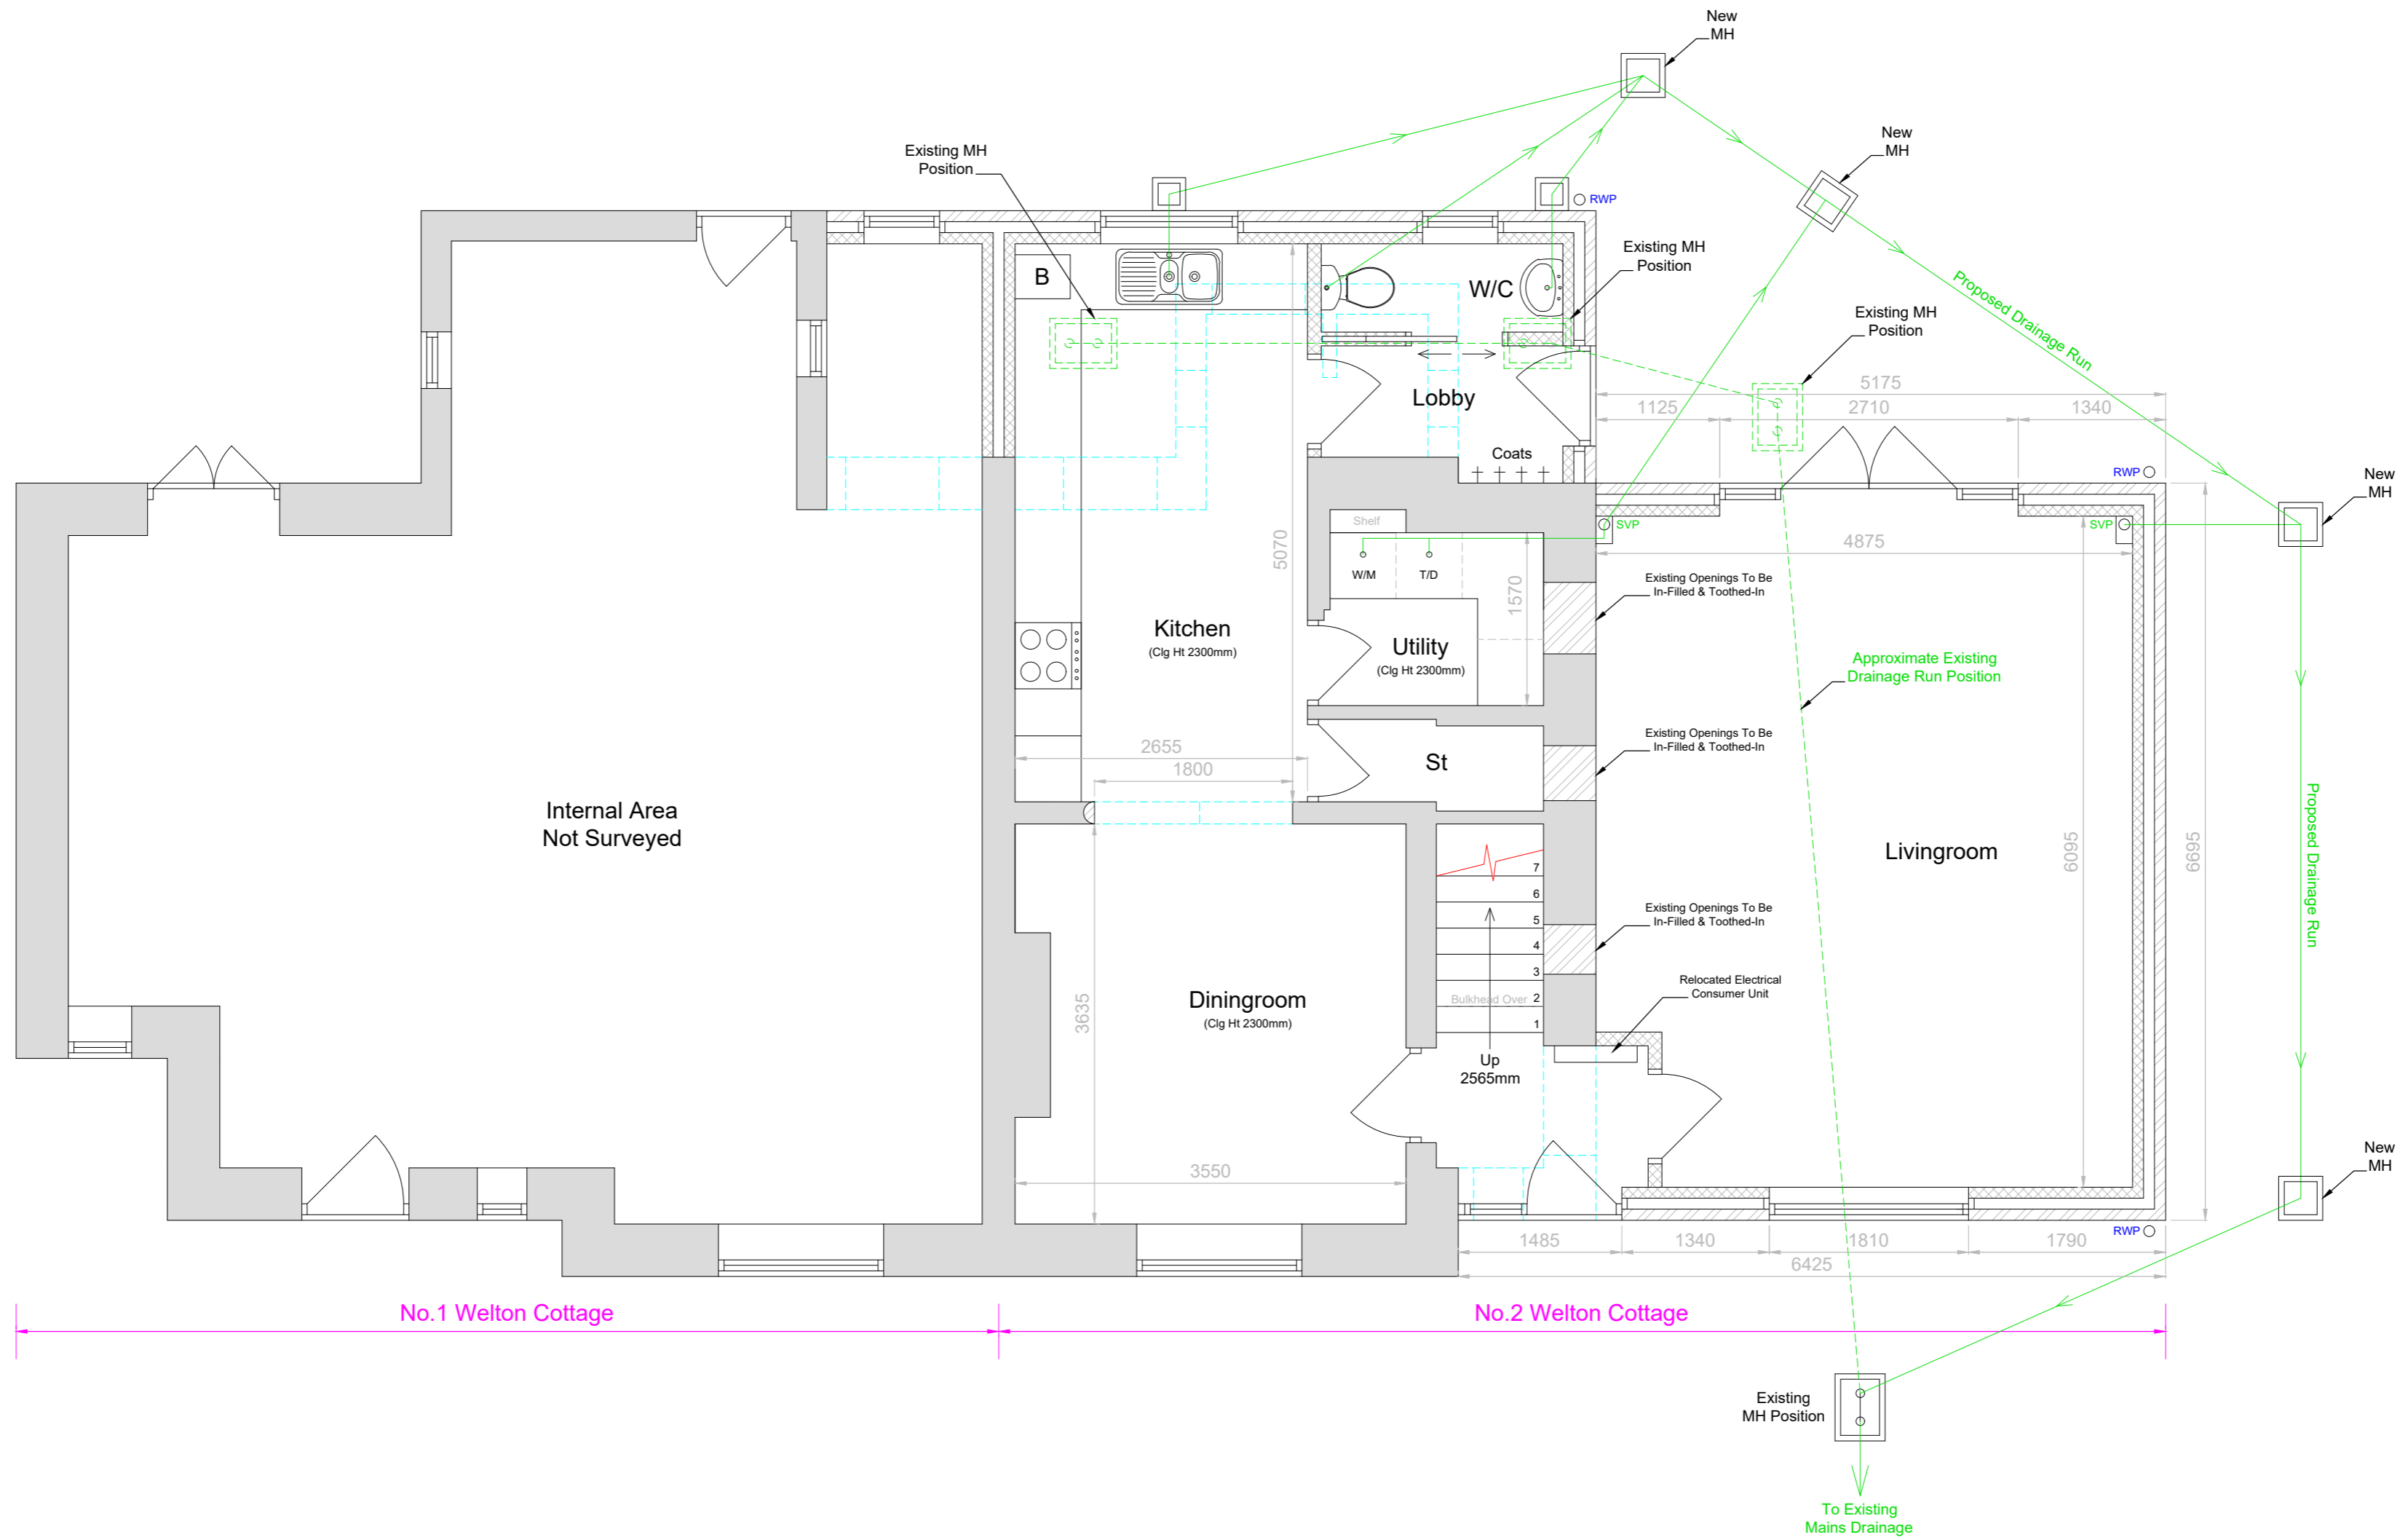 New
MH
New
MH
Existing MH
Position
RWP
B
W/C
Existing MH
Position
Proposed Drainage Run
Existing MH
Position
Lobby
Coats
5175
1125
2710
1340
RWP
New
MH
Shelf
SVP
SVP
4875
W/M
T/D
5070
1570
Existing Openings To Be
In-Filled & Toothed-In
Kitchen
(Clg Ht 2300mm)
Utility
(Clg Ht 2300mm)
Approximate Existing
Drainage Run Position
2655
1800
St
Existing Openings To Be
In-Filled & Toothed-In
Internal Area
Not Surveyed
Livingroom
6095
6695
Proposed Drainage Run
7
6
5
4
3
2
1
Bulkhead Over
Existing Openings To Be
In-Filled & Toothed-In
Relocated Electrical
Consumer Unit
Diningroom
(Clg Ht 2300mm)
3635
Up
2565mm
3550
New
MH
RWP
1485
1340
1810
1790
6425
No.1 Welton Cottage
No.2 Welton Cottage
Existing
MH Position
To Existing
Mains Drainage